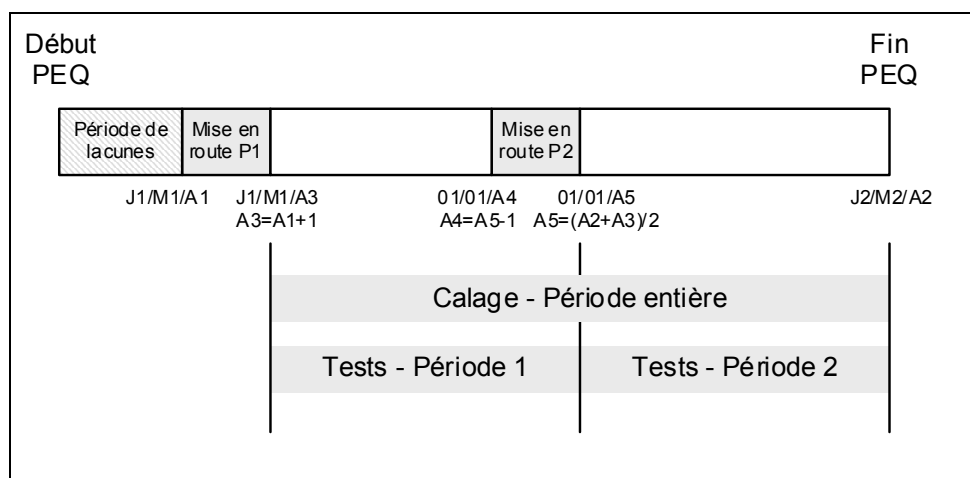 Début
PEQ
Fin
PEQ
Période de
lacunes
Mise en
route P1
Mise en
route P2
J1/M1/A1
J1/M1/A3
A3=A1+1
01/01/A4
A4=A5-1
01/01/A5
A5=(A2+A3)/2
J2/M2/A2
Calage - Période entière
Tests - Période 1
Tests - Période 2